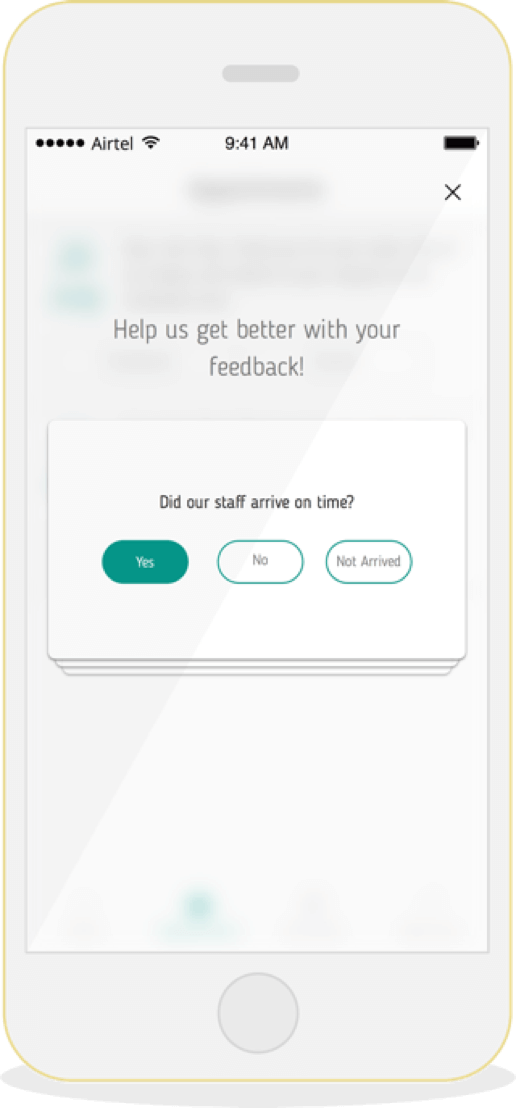 Airtel 9:41 AM
Help us get better with your
feedback!
Did our staff arrive on time?
Yes No Not Arrived